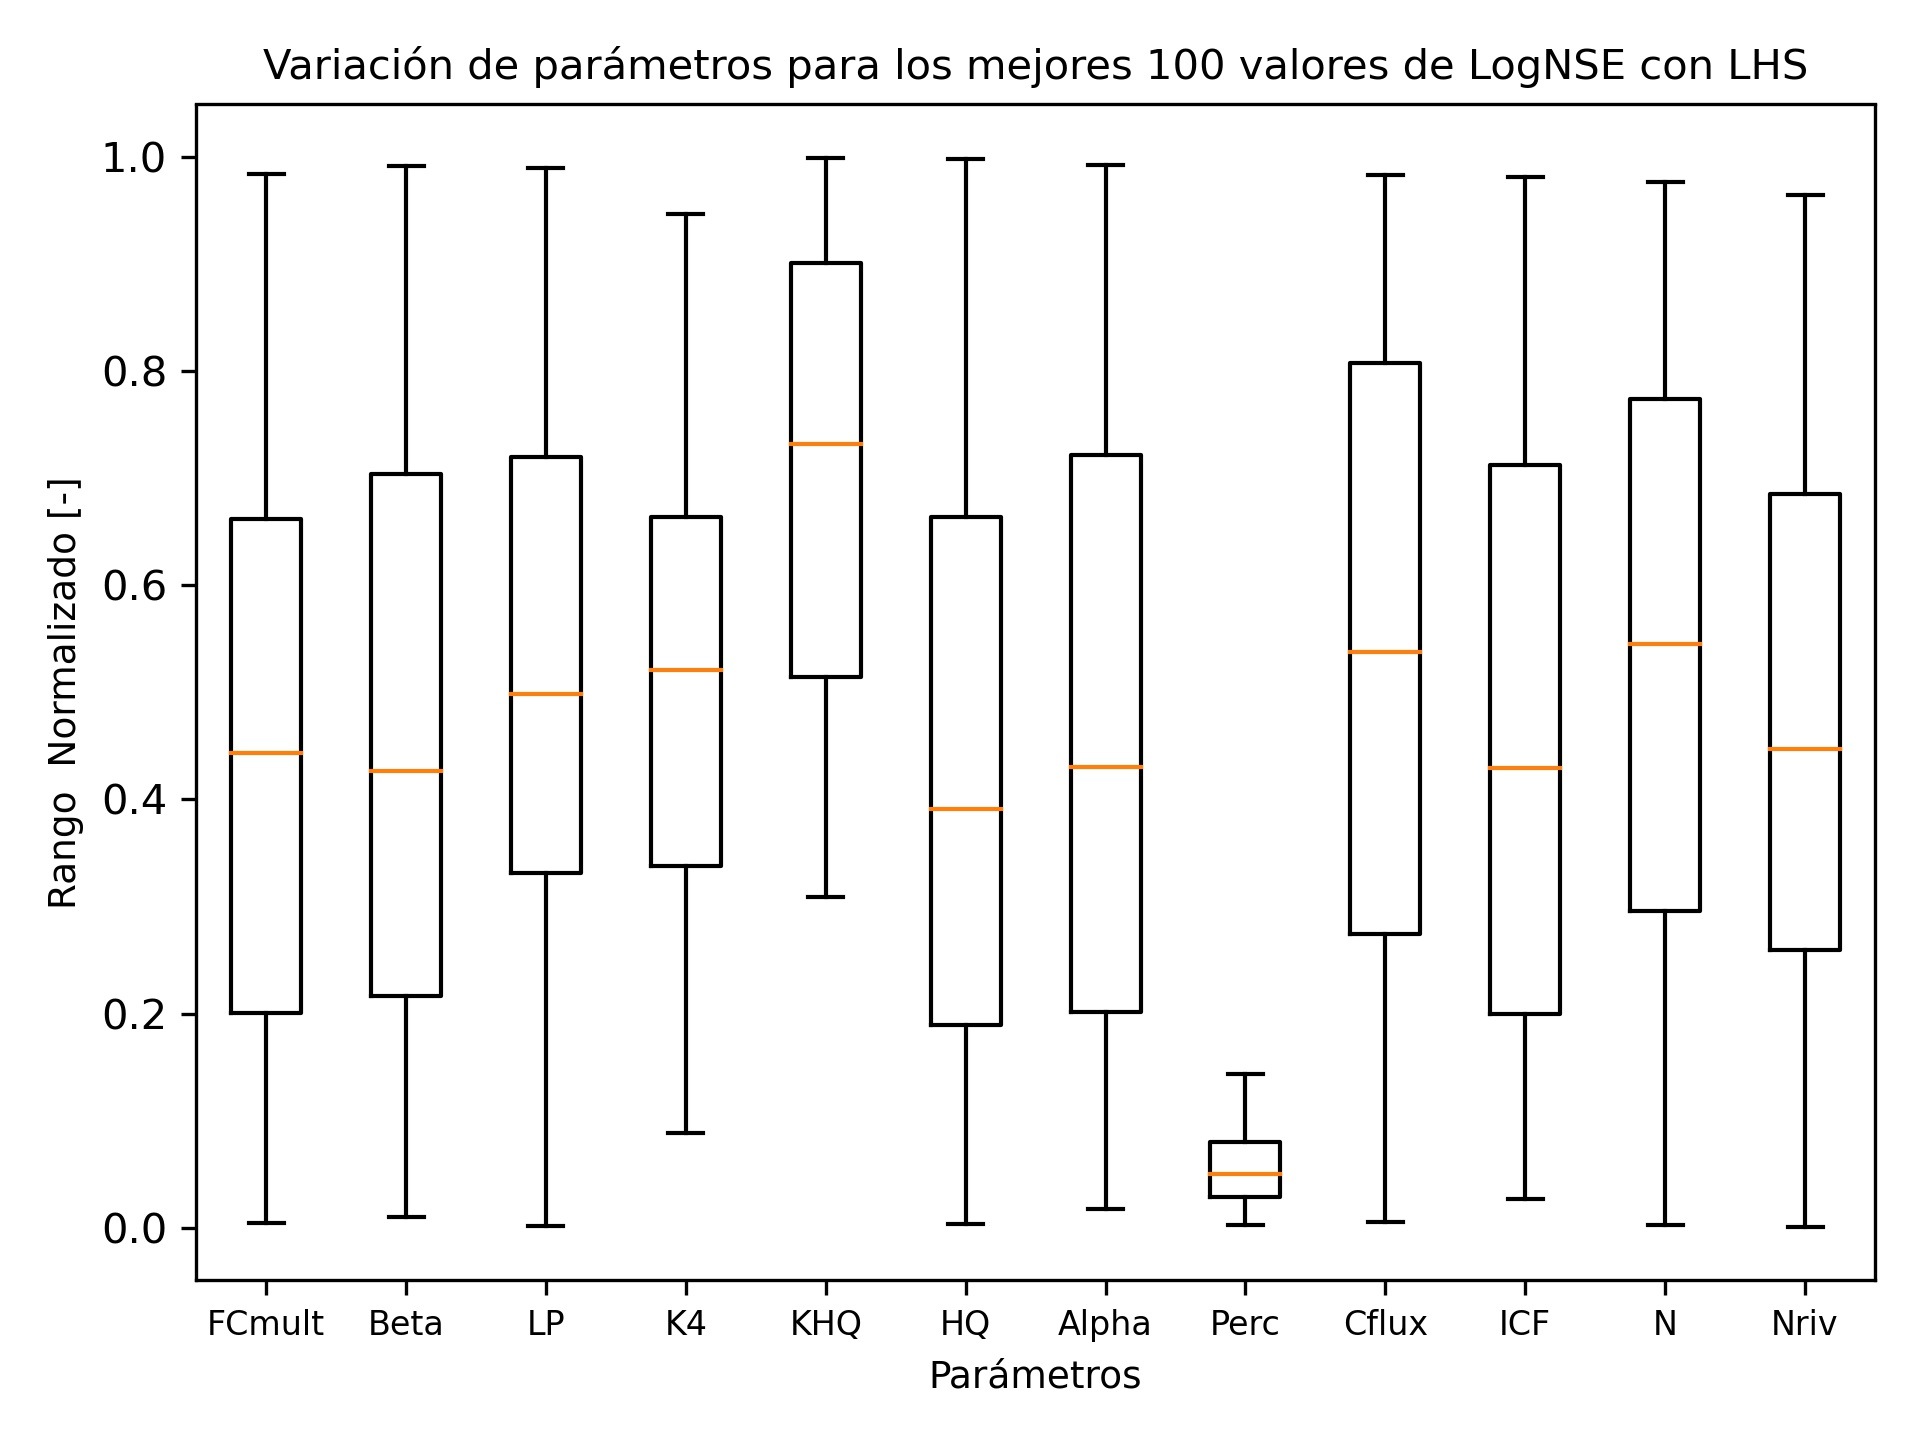 Variación de parámetros para los mejores 100 valores de LogNSE con LHS
Rango  Normalizado [-]
1.0
0.8
0.6
0.4
0.2
0.0
FCmult Beta LP K4 KHQ HQ Alpha Perc Cflux ICF N Nriv
Parámetros